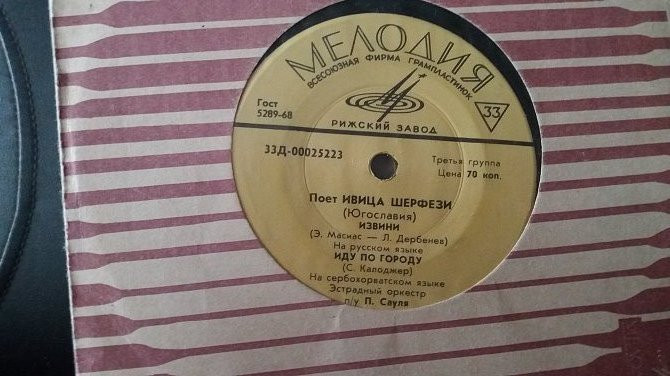 МЕЛОДИЯ
ВСЕСОЮЗНАЯ ФИРМА ГРАМПЛАСТИНОК
Гост
5289-68
33
РИЖСКИЙ ЗАВОД
33Д-00025223
Третья группа
Цена 70 коп.
Поет ИВИЦА ШЕРФЕЗИ
(Югославия)
ИЗВИНИ
(Э. Масиас — Л. Дербенев)
На русском языке
ИДУ ПО ГОРОДУ
(С. Калоджер)
На сербохорватском языке
Эстрадный оркестр
п/у П. Сауля